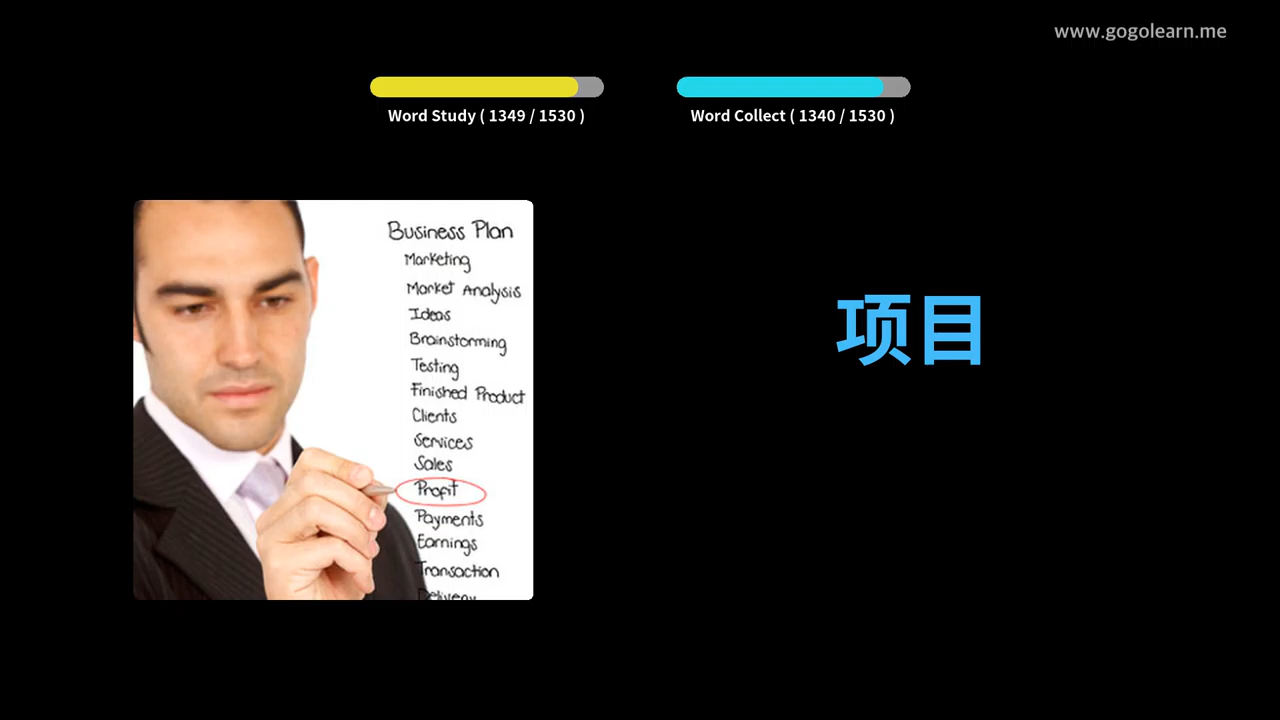 www.gogolearn.me
Word Study ( 1349 / 1530 )
Word Collect ( 1340 / 1530 )
Business Plan
Marketing
Market Analysis
Ideas
Brainstorming
Testing
Finished Product
Clients
Services
Sales
Profit
Payments
Earnings
Transaction
Delivery
项目